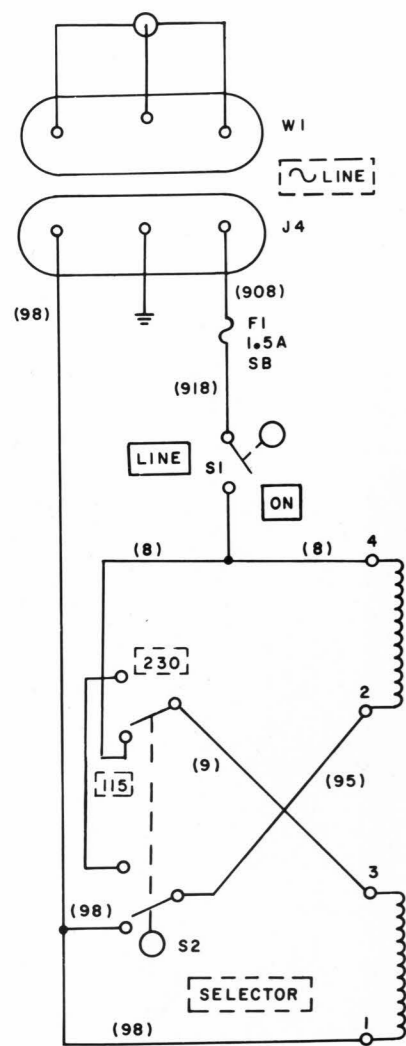 W1
LINE
J4
(98)
(908)
F1
1.5A
SB
(918)
LINE
S1
ON
(8)
(8)
4
230
2
115
(9)
(95)
3
(98)
S2
SELECTOR
(98)
1